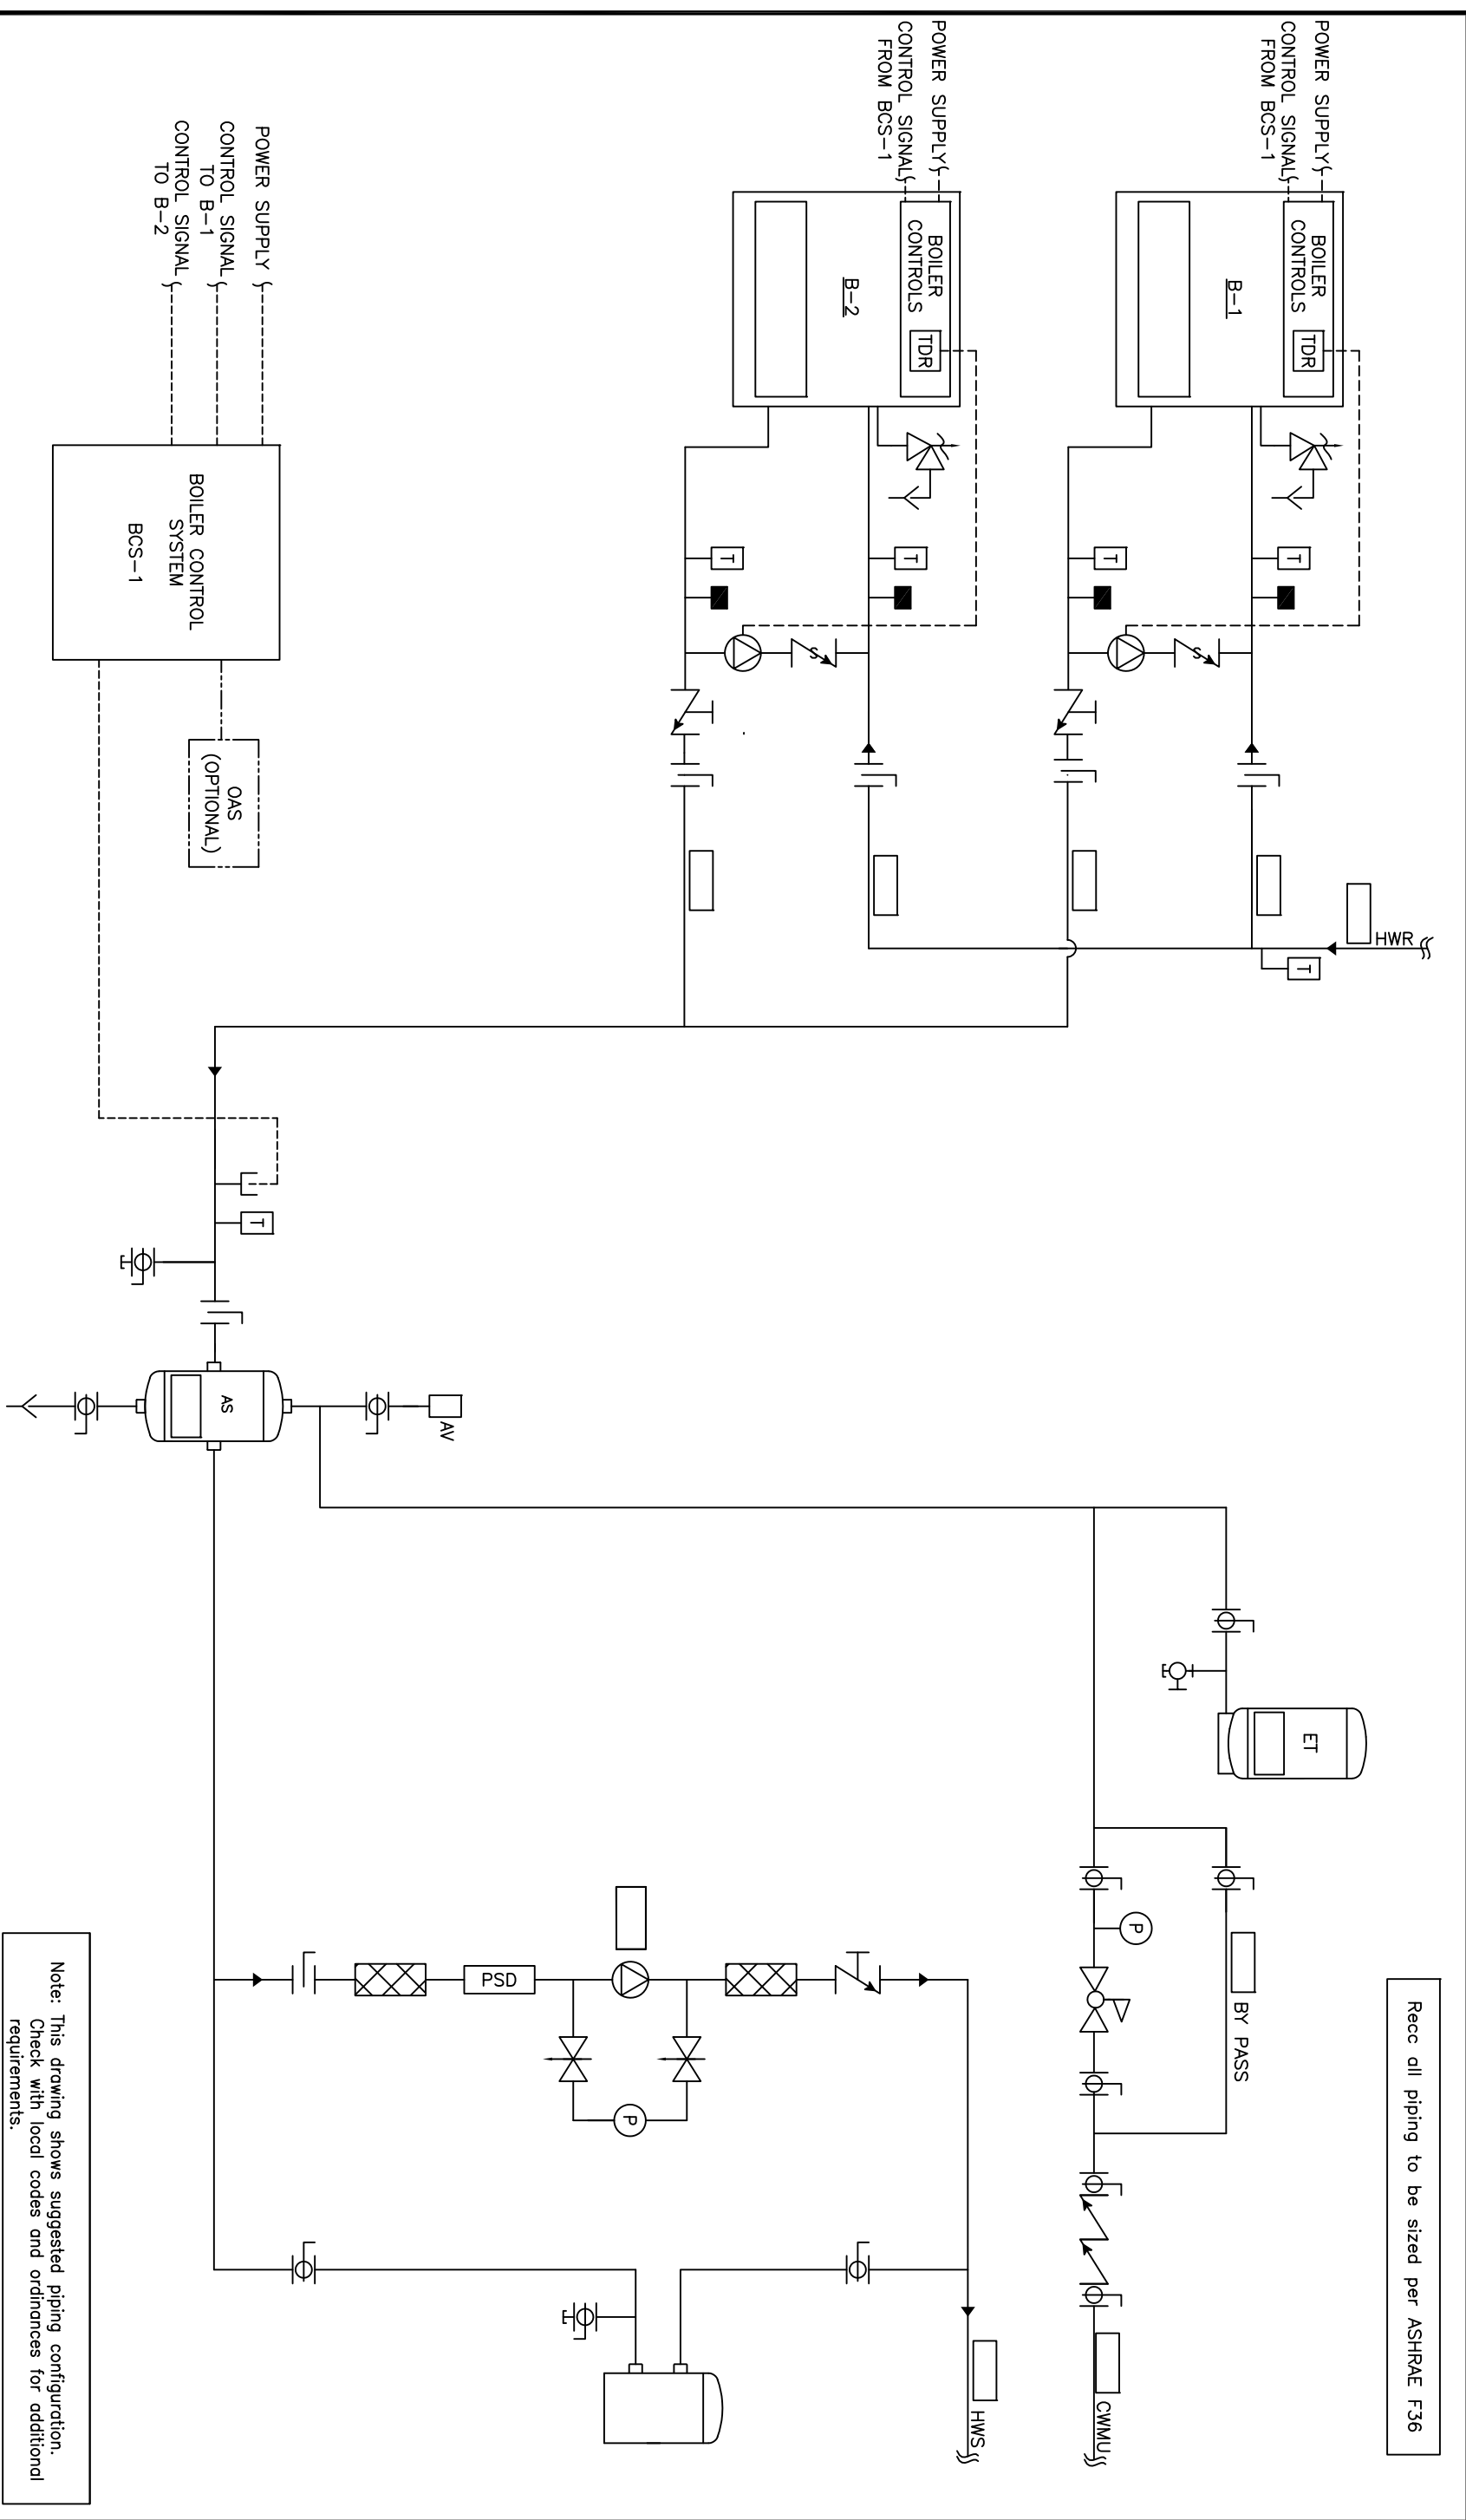 Recc all piping to be sized per ASHRAE F36
POWER SUPPLY
CONTROL SIGNAL
FROM BCS-1
BOILER
CONTROLS
TDR
B-1
T
T
HWR
T
POWER SUPPLY
CONTROL SIGNAL
FROM BCS-1
BOILER
CONTROLS
TDR
B-2
T
T
S
S
POWER SUPPLY
CONTROL SIGNAL
TO B-1
CONTROL SIGNAL
TO B-2
BOILER CONTROL
SYSTEM
BCS-1
OAS
(OPTIONAL)
T
AS
AV
ET
P
BY PASS
CWMU
PSD
P
HWS
Note: This drawing shows suggested piping configuration.
Check with local codes and ordinances for additional
requirements.